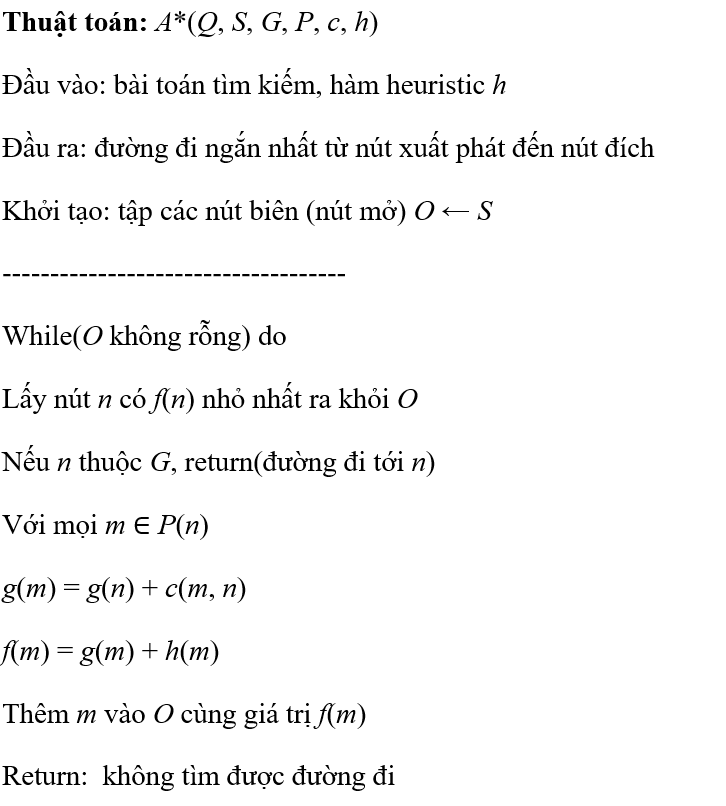 Thuật toán: A*(Q, S, G, P, c, h)
Đầu vào: bài toán tìm kiếm, hàm heuristic h
Đầu ra: đường đi ngắn nhất từ nút xuất phát đến nút đích
Khởi tạo: tập các nút biên (nút mở) O ← S
------------------------------------
While(O không rỗng) do
Lấy nút n có f(n) nhỏ nhất ra khỏi O
Nếu n thuộc G, return(đường đi tới n)
Với mọi m ∈ P(n)
g(m) = g(n) + c(m, n)
f(m) = g(m) + h(m)
Thêm m vào O cùng giá trị f(m)
Return:  không tìm được đường đi